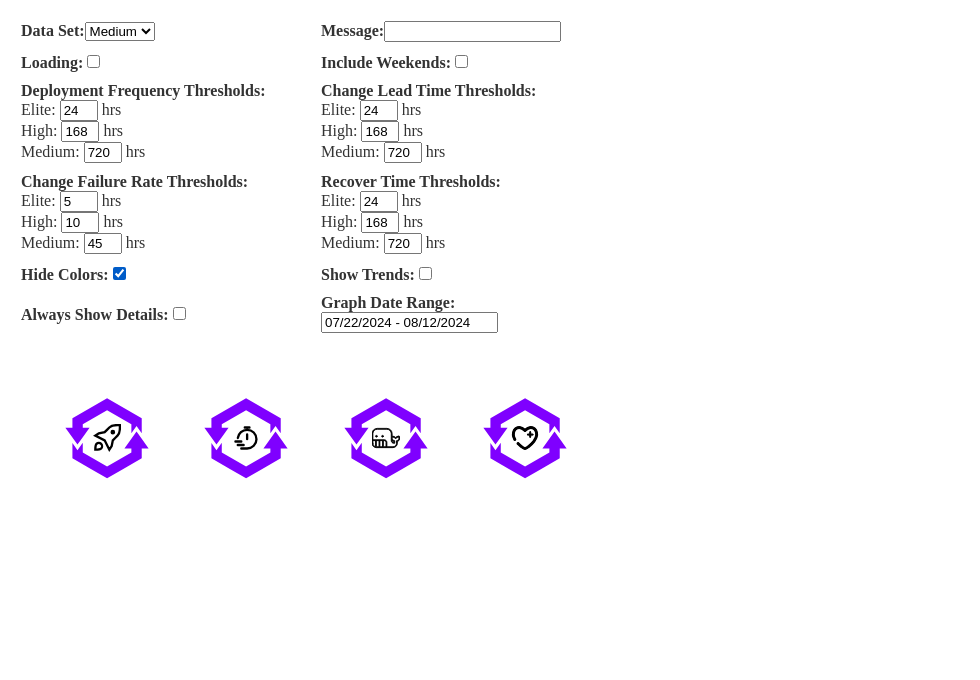 Data Set: Medium
Message:
Loading:
Include Weekends:
Deployment Frequency Thresholds:
Elite: 24 hrs
High: 168 hrs
Medium: 720 hrs
Change Lead Time Thresholds:
Elite: 24 hrs
High: 168 hrs
Medium: 720 hrs
Change Failure Rate Thresholds:
Elite: 5 hrs
High: 10 hrs
Medium: 45 hrs
Recover Time Thresholds:
Elite: 24 hrs
High: 168 hrs
Medium: 720 hrs
Hide Colors:
Show Trends:
Always Show Details:
Graph Date Range:
07/22/2024 - 08/12/2024